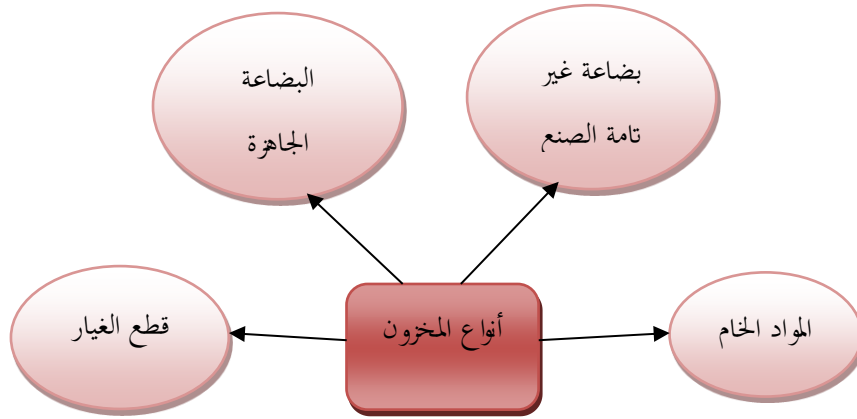 بضاعة غير
تامة الصنع
البضاعة
الجاهزة
المواد الخام
أنواع المخزون
قطع الغيار